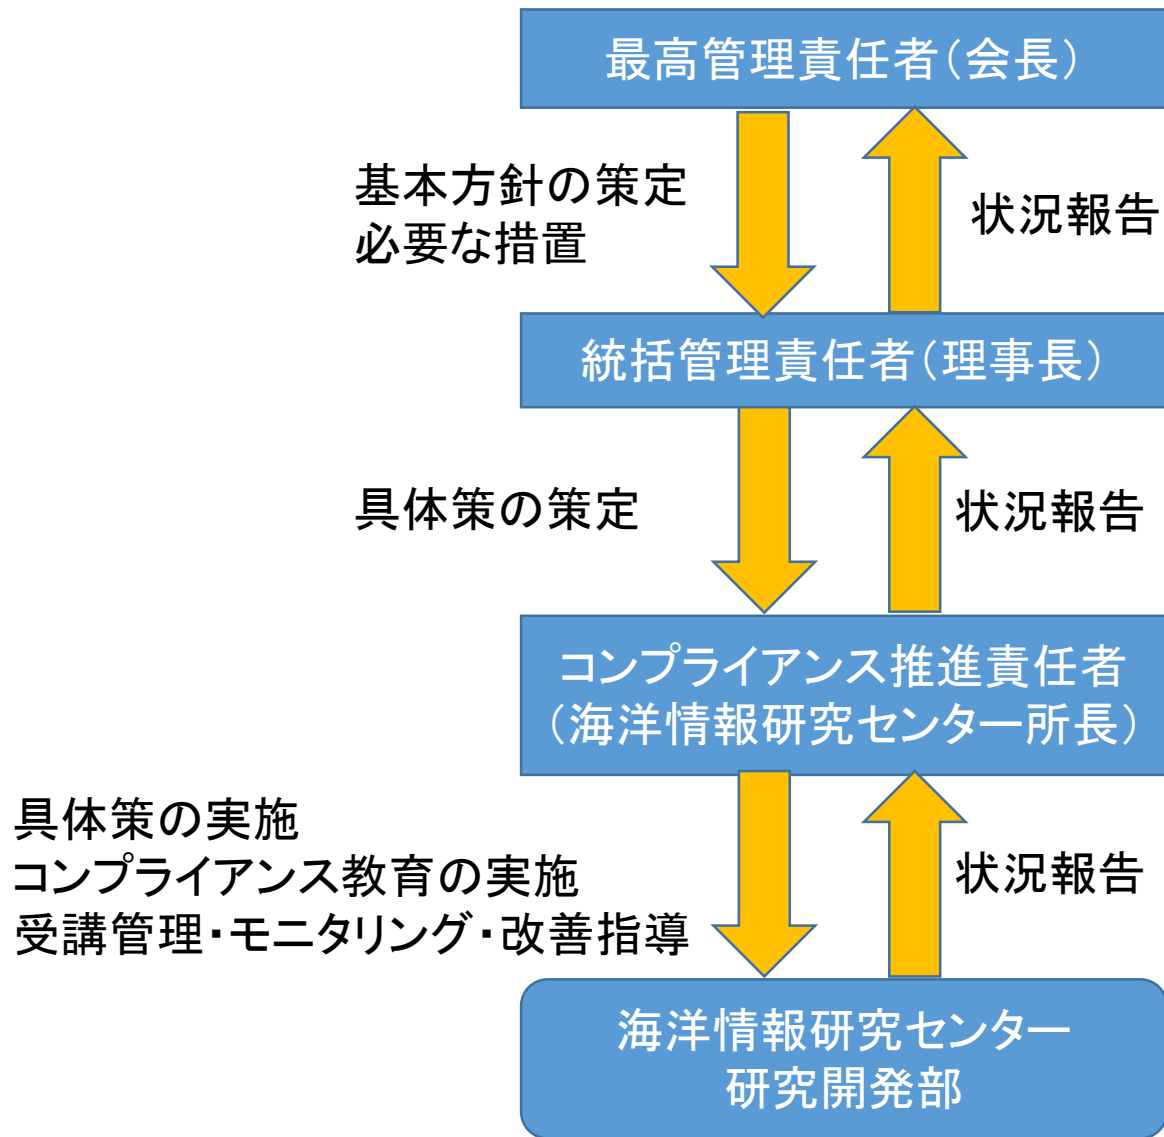 最高管理責任者（会長）
基本方針の策定
必要な措置
状況報告
統括管理責任者（理事長）
具体策の策定
状況報告
コンプライアンス推進責任者
（海洋情報研究センター所長）
具体策の実施
コンプライアンス教育の実施
受講管理・モニタリング・改善指導
状況報告
海洋情報研究センター
研究開発部